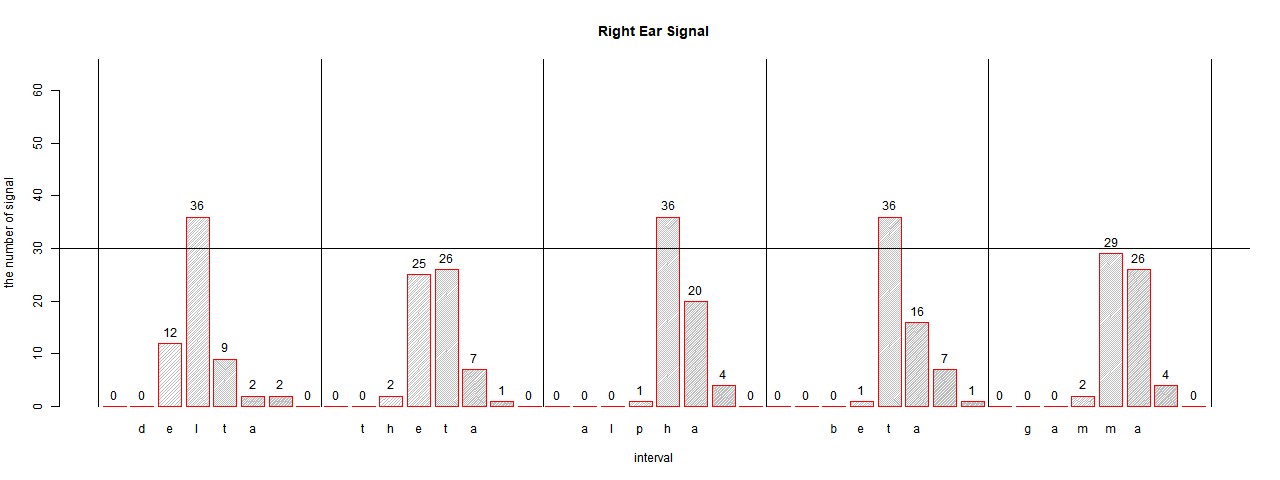 Right Ear Signal
the number of signal
60
50
40
30
20
10
0
0 0 12 36 9 2 2 0
0 0 2 25 26 7 1 0
0 0 0 1 36 20 4 0
0 0 0 1 36 16 7 1
0 0 0 2 29 26 4 0
d e l t a t h e t a a l p h a b e t a g a m m a
interval